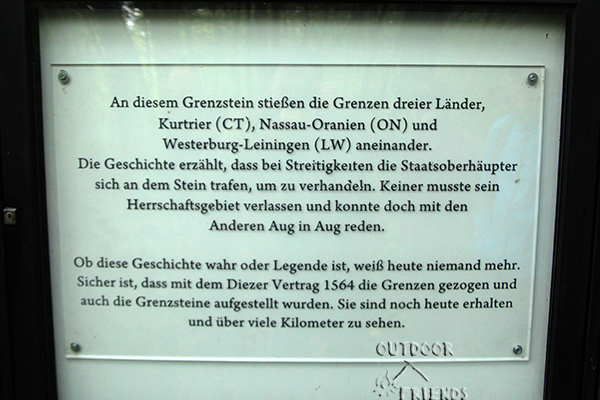 An diesem Grenzstein stießen die Grenzen dreier Länder,
Kurtrier (CT), Nassau-Oranien (ON) und
Westerburg-Leiningen (LW) aneinander.
Die Geschichte erzählt, dass bei Streitigkeiten die Staatsoberhäupter
sich an dem Stein trafen, um zu verhandeln. Keiner musste sein
Herrschaftsgebiet verlassen und konnte doch mit den
Anderen Aug in Aug reden.
Ob diese Geschichte wahr oder Legende ist, weiß heute niemand mehr.
Sicher ist, dass mit dem Diezer Vertrag 1564 die Grenzen gezogen und
auch die Grenzsteine aufgestellt wurden. Sie sind noch heute erhalten
und über viele Kilometer zu sehen.
OUTDOOR
FRIENDS